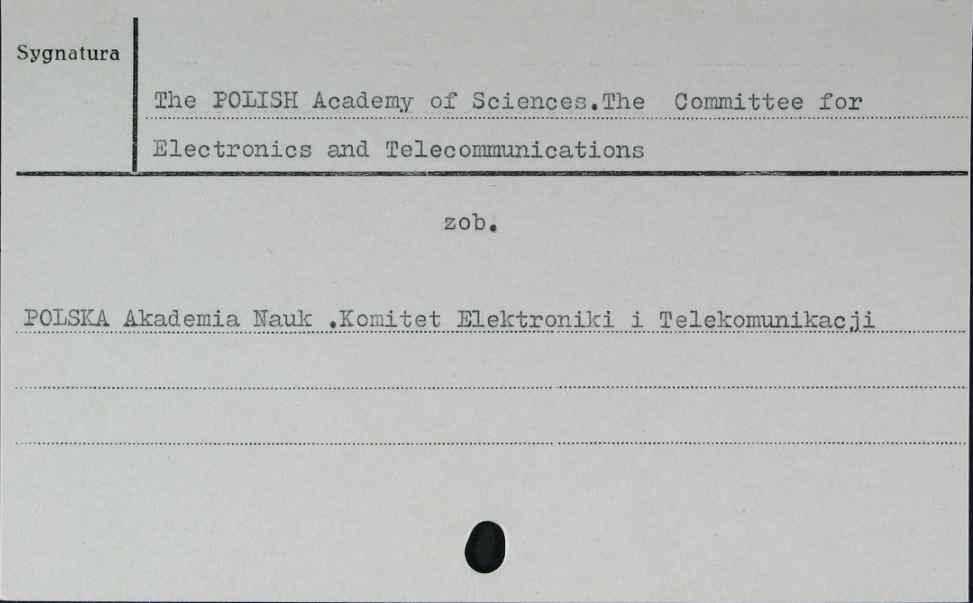 Sygnatura
The POLISH Academy of Sciences.The Committee for
Electronics and Telecommunications
zob.
POLSKA Akademia Nauk .Komitet Elektroniki i Telekomunikacji